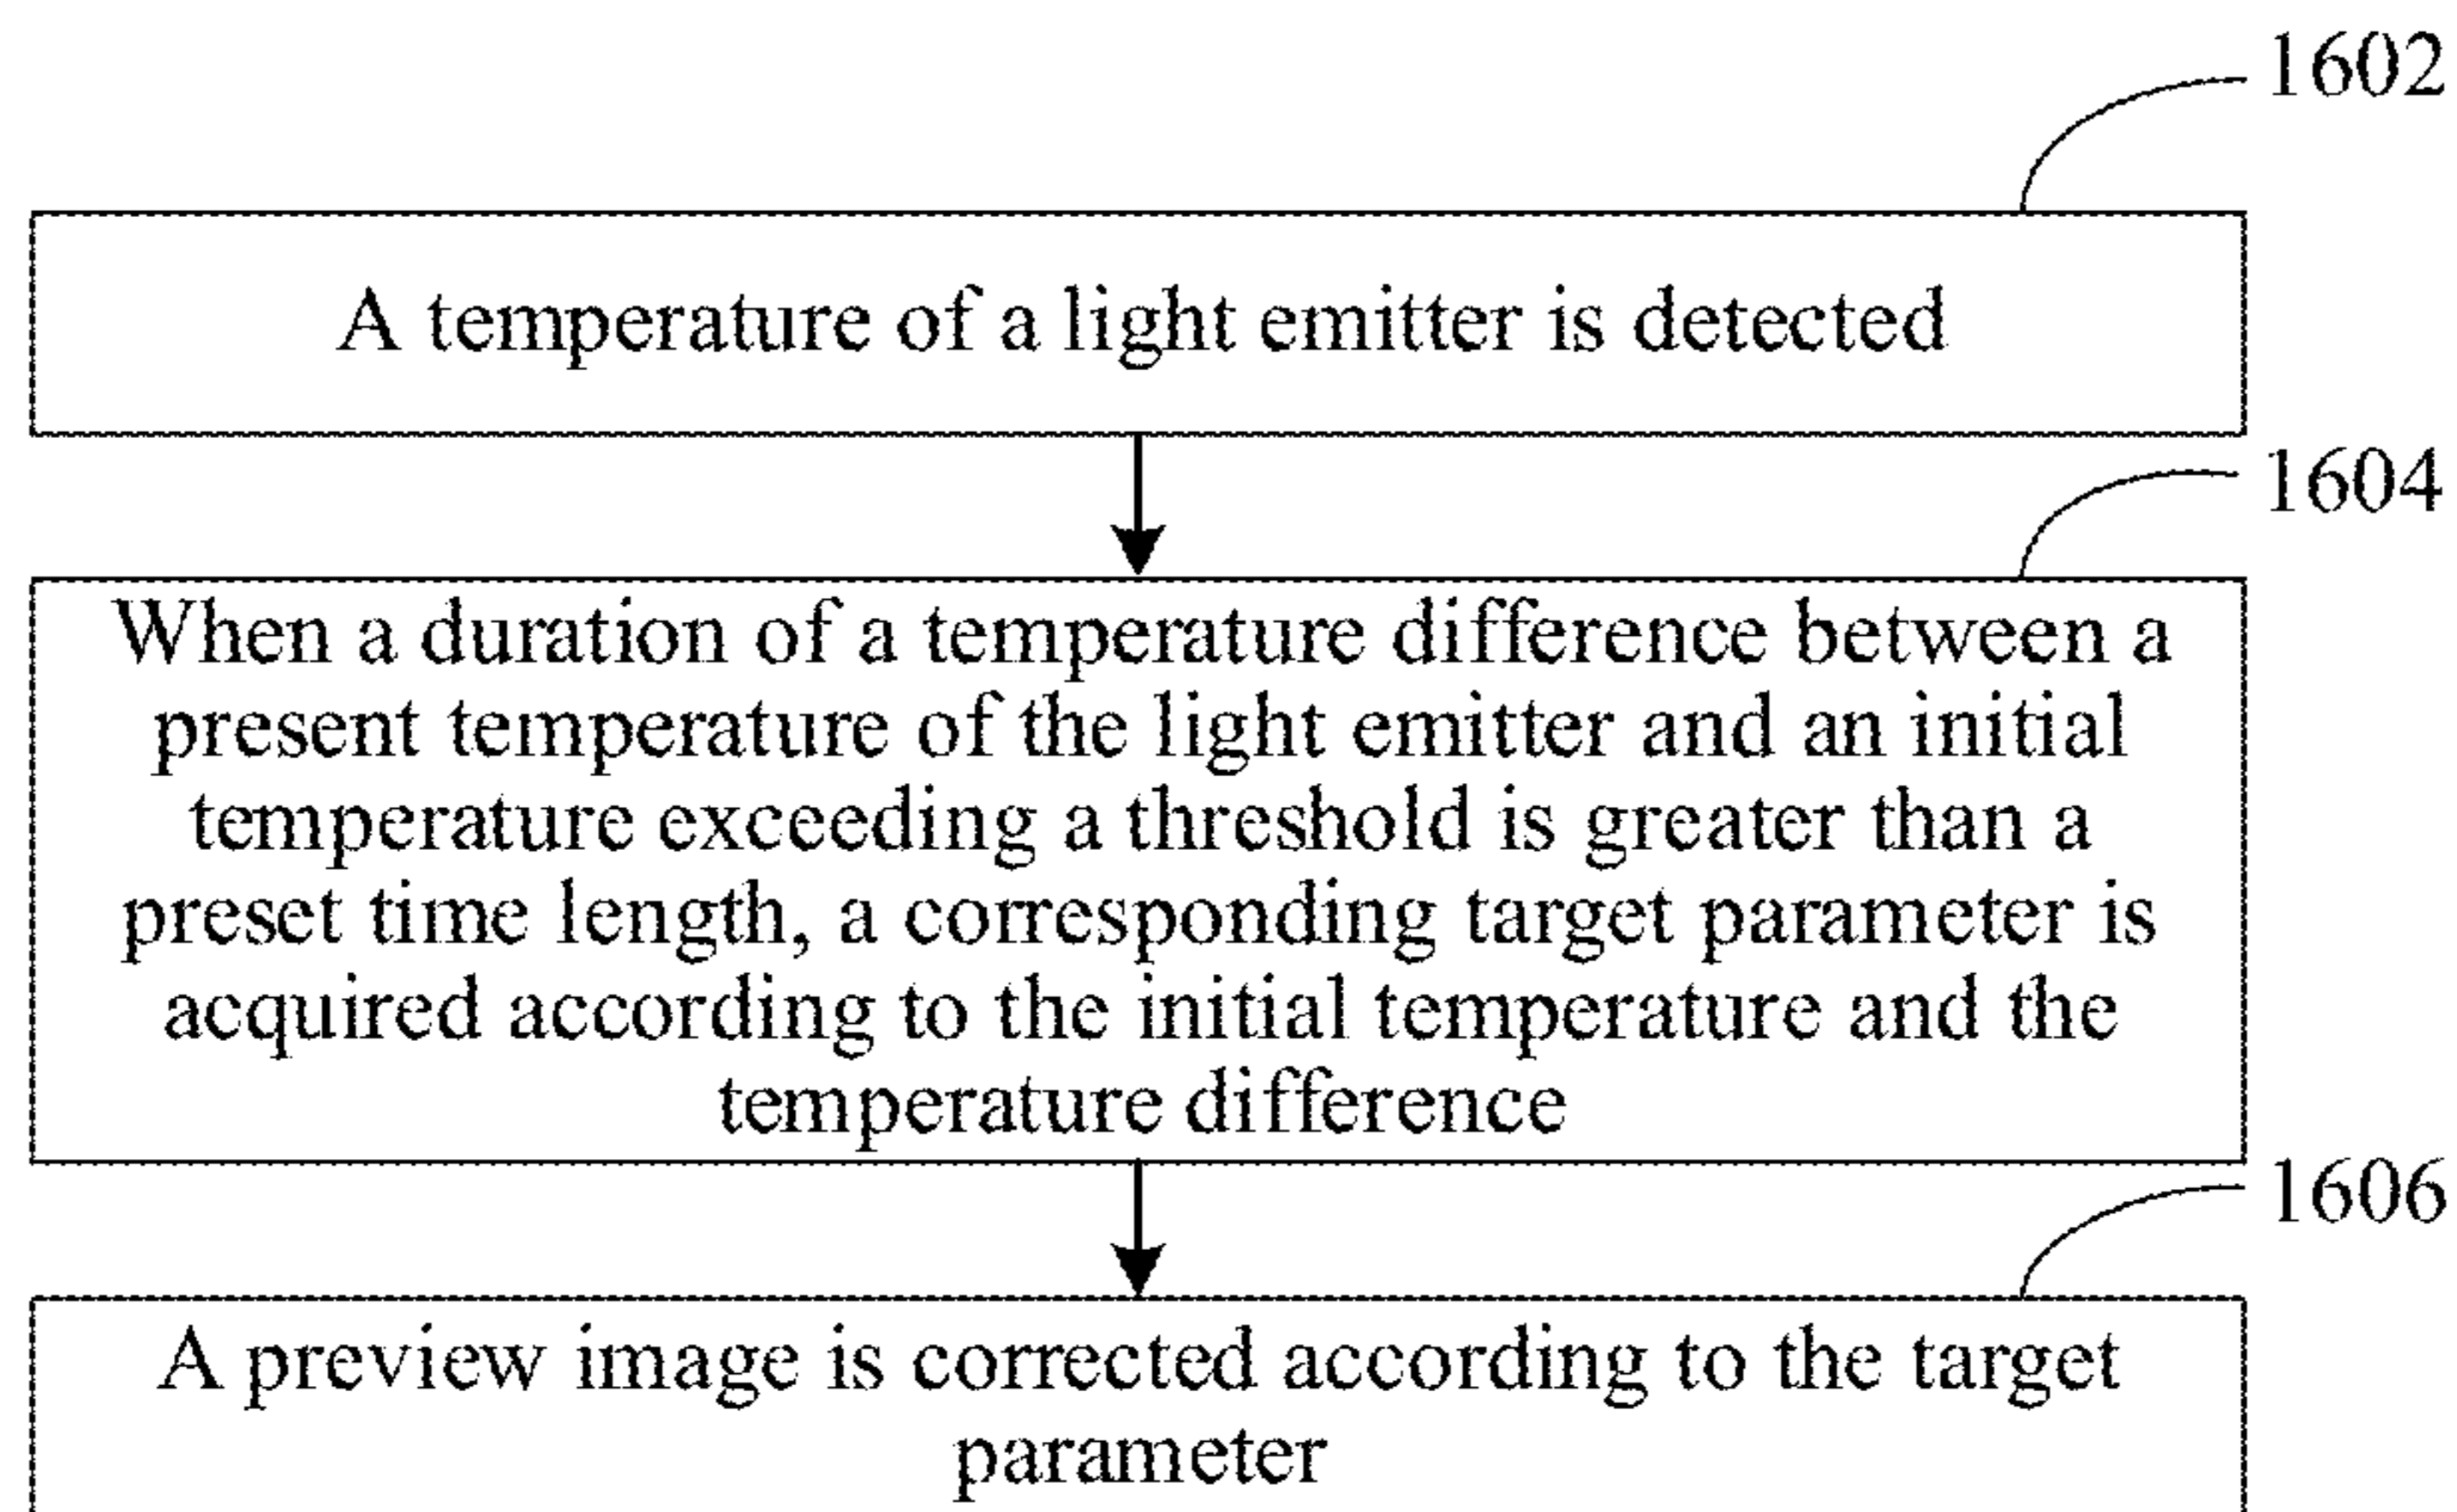 1602
A temperature of a light emitter is detected
1604
When a duration of a temperature difference between a
present temperature of the light emitter and an initial
temperature exceeding a threshold is greater than a
preset time length, a corresponding target parameter is
acquired according to the initial temperature and the
temperature difference
1606
A preview image is corrected according to the target
parameter